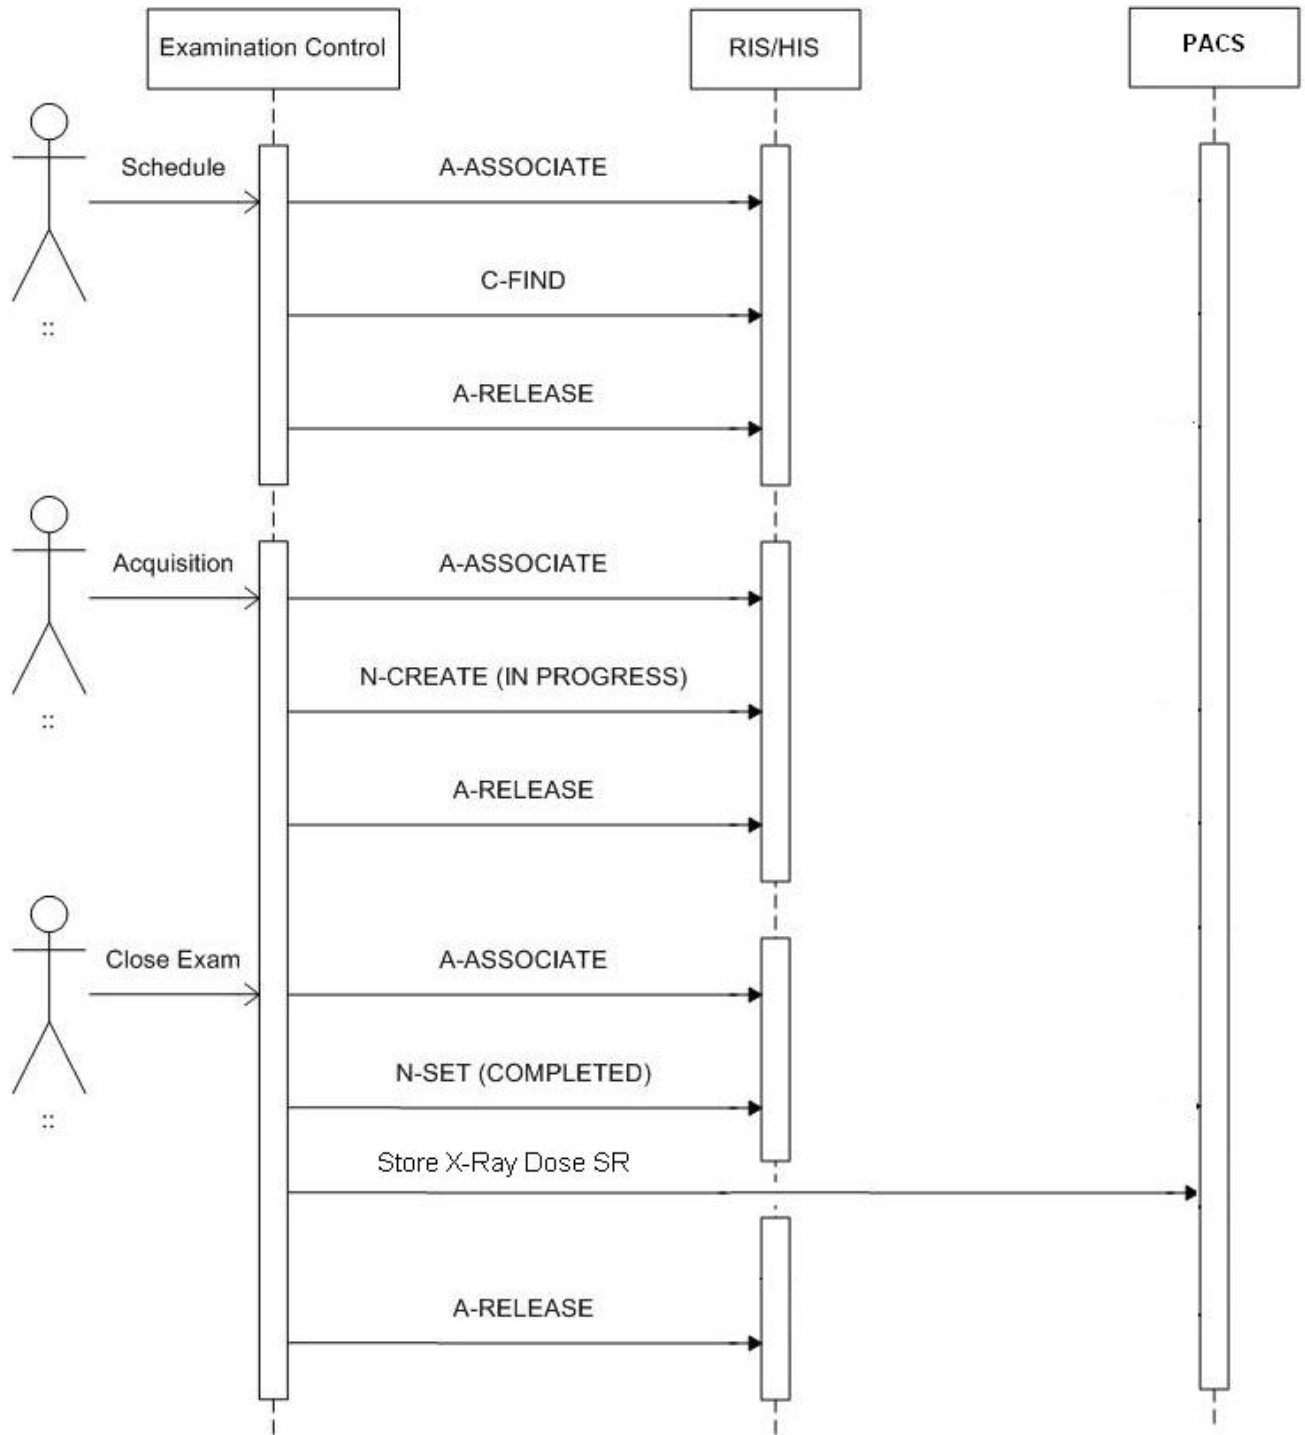 Examination Control
RIS/HIS
PACS
Schedule
A-ASSOCIATE
C-FIND
::
A-RELEASE
Acquisition
A-ASSOCIATE
N-CREATE (IN PROGRESS)
::
A-RELEASE
Close Exam
A-ASSOCIATE
N-SET (COMPLETED)
::
Store X-Ray Dose SR
A-RELEASE